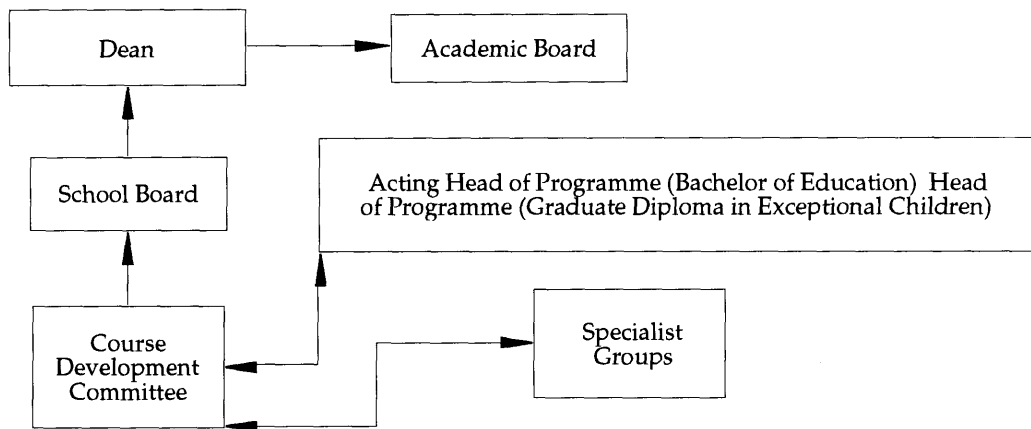 Dean
Academic Board
School Board
Acting Head of Programme (Bachelor of Education) Head
of Programme (Graduate Diploma in Exceptional Children)
Course
Development
Committee
Specialist
Groups